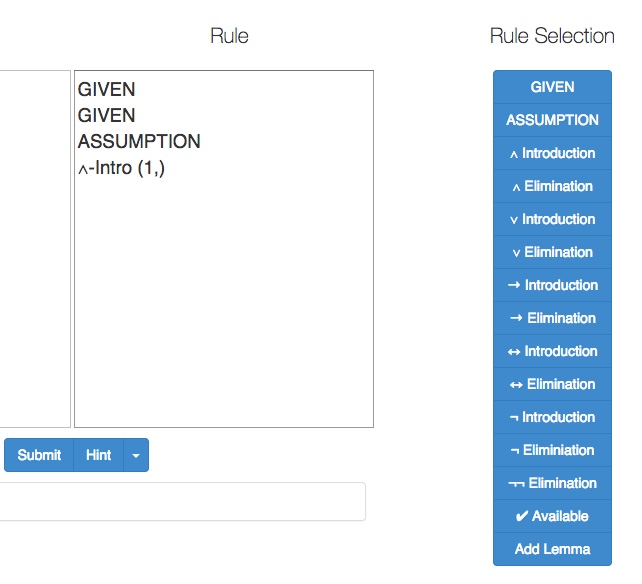 Rule
GIVEN
GIVEN
ASSUMPTION
∧-Intro (1,)
Submit
Hint
Rule Selection
GIVEN
ASSUMPTION
∧ Introduction
∧ Elimination
∨ Introduction
∨ Elimination
→ Introduction
→ Elimination
↔ Introduction
↔ Elimination
¬ Introduction
¬ Eliminiation
¬¬ Elimination
✔ Available
Add Lemma